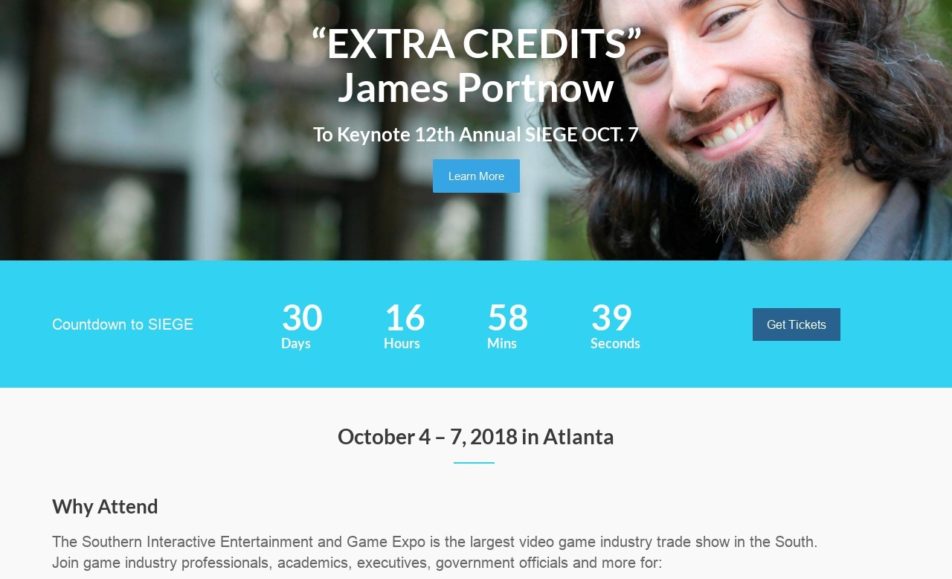 “EXTRA CREDITS”
James Portnow
To Keynote 12th Annual SIEGE OCT. 7
Learn More
Countdown to SIEGE
30
Days
16
Hours
58
Mins
39
Seconds
Get Tickets
October 4 – 7, 2018 in Atlanta
Why Attend
The Southern Interactive Entertainment and Game Expo is the largest video game industry trade show in the South.
Join game industry professionals, academics, executives, government officials and more for: